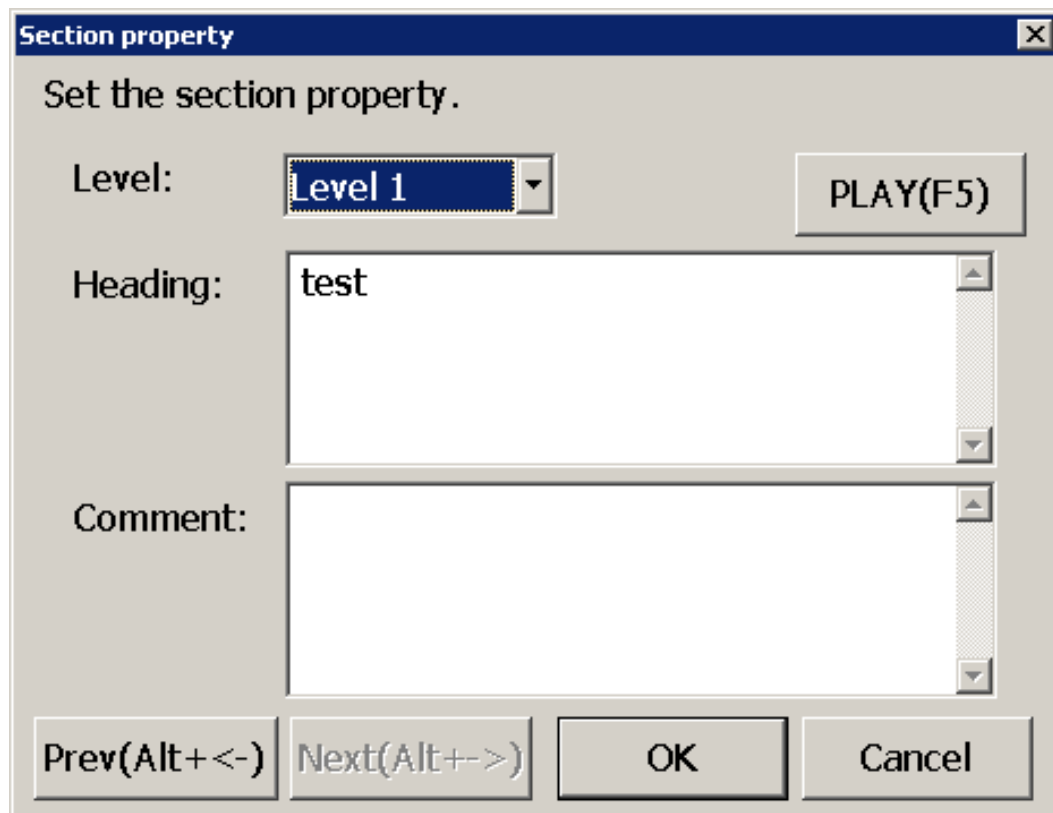 Section property
Set the section property.
Level: Level 1 PLAY(F5)
Heading: test
Comment:
Prev(Alt+<-) Next(Alt+->) OK Cancel